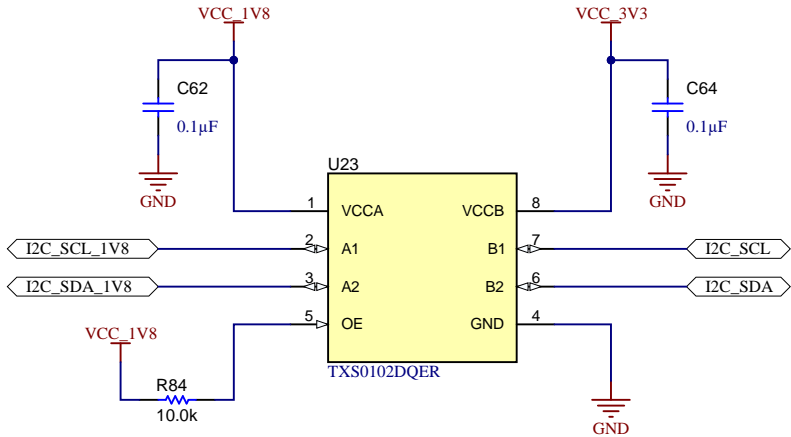 VCC_1V8
VCC_3V3
C62
0.1µF
GND
C64
0.1µF
GND
U23
1
VCCA
VCCB
8
I2C_SCL_1V8
2
A1
B1
7
I2C_SCL
I2C_SDA_1V8
3
A2
B2
6
I2C_SDA
5
OE
GND
4
VCC_1V8
TXS0102DQER
R84
10.0k
GND